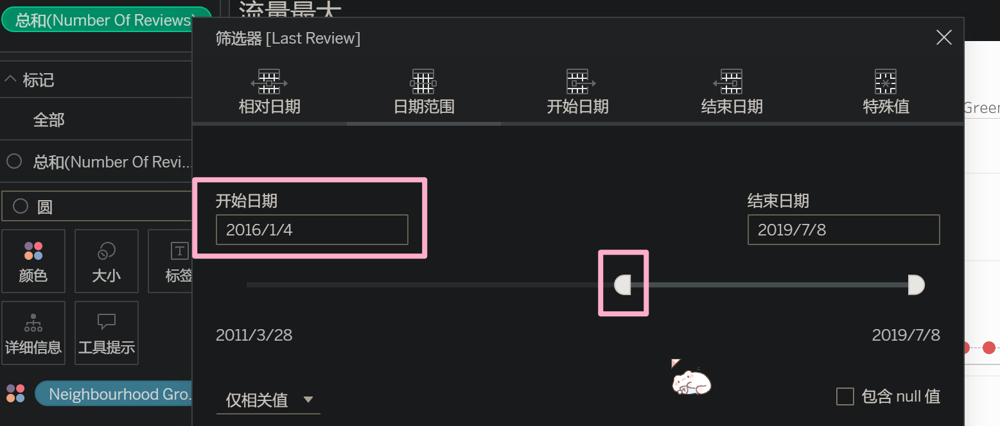 总和(Number Of Reviews)
流量最大
标记
全部
总和(Number Of Revi...
圆
颜色
大小
标签
详细信息
工具提示
Neighbourhood Gro..
筛选器 [Last Review]
相对日期
日期范围
开始日期
结束日期
特殊值
开始日期
2016/1/4
结束日期
2019/7/8
2011/3/28
2019/7/8
仅相关值
包含 null 值
Green